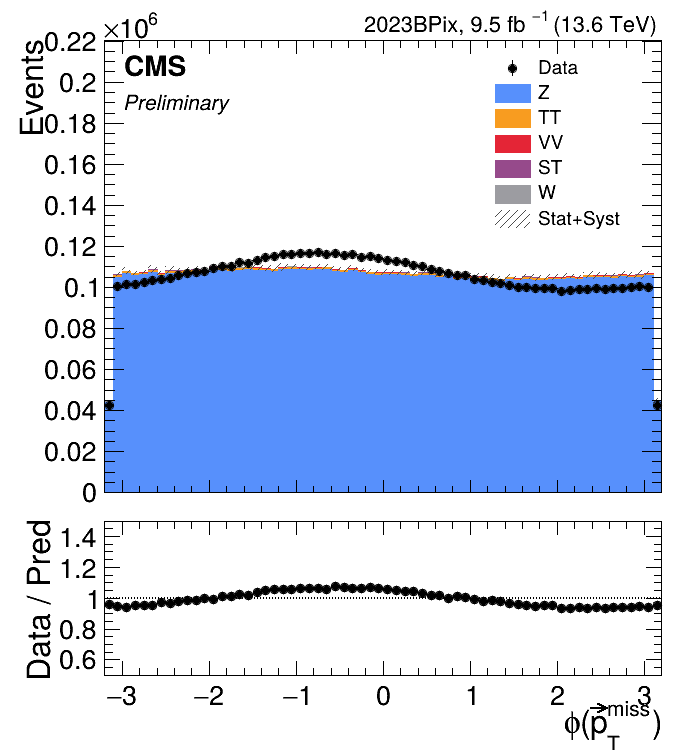 ×10^6
2023BPix, 9.5 fb^-1 (13.6 TeV)
Events
CMS
Preliminary
Data
Z
TT
VV
ST
W
Stat+Syst
0.22
0.2
0.18
0.16
0.14
0.12
0.1
0.08
0.06
0.04
0.02
0
Data / Pred
1.4
1.2
1
0.8
0.6
−3 −2 −1 0 1 2 3
ϕ(p⃗_T^miss)